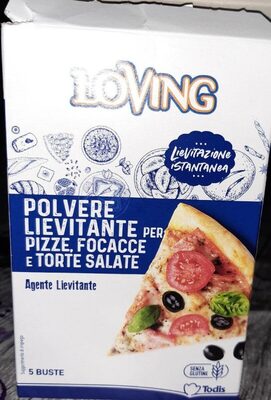 LOVING
...LIEVITAZIONE
ISTANTANEA...
POLVERE
LIEVITANTE PER
PIZZE, FOCACCE
E TORTE SALATE
Agente Lievitante
5 BUSTE
SENZA
GLUTINE
Todis